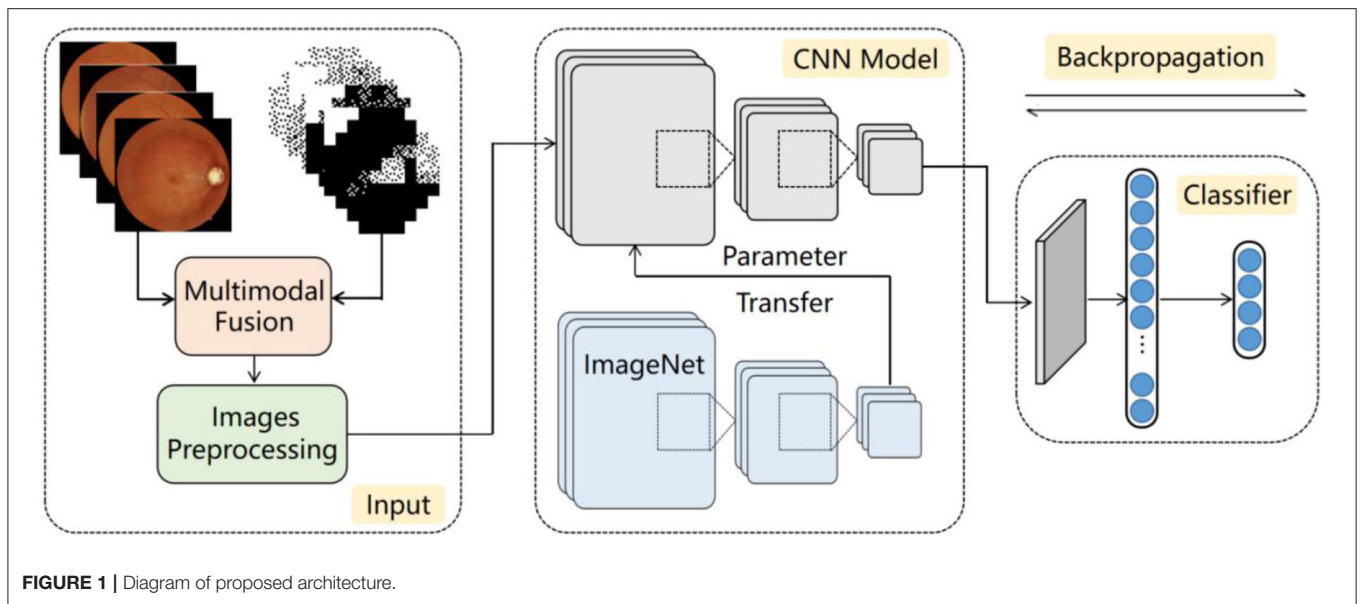 Multimodal
Fusion
Images
Preprocessing
Input
CNN Model
Parameter
Transfer
ImageNet
Backpropagation
Classifier
FIGURE 1 | Diagram of proposed architecture.